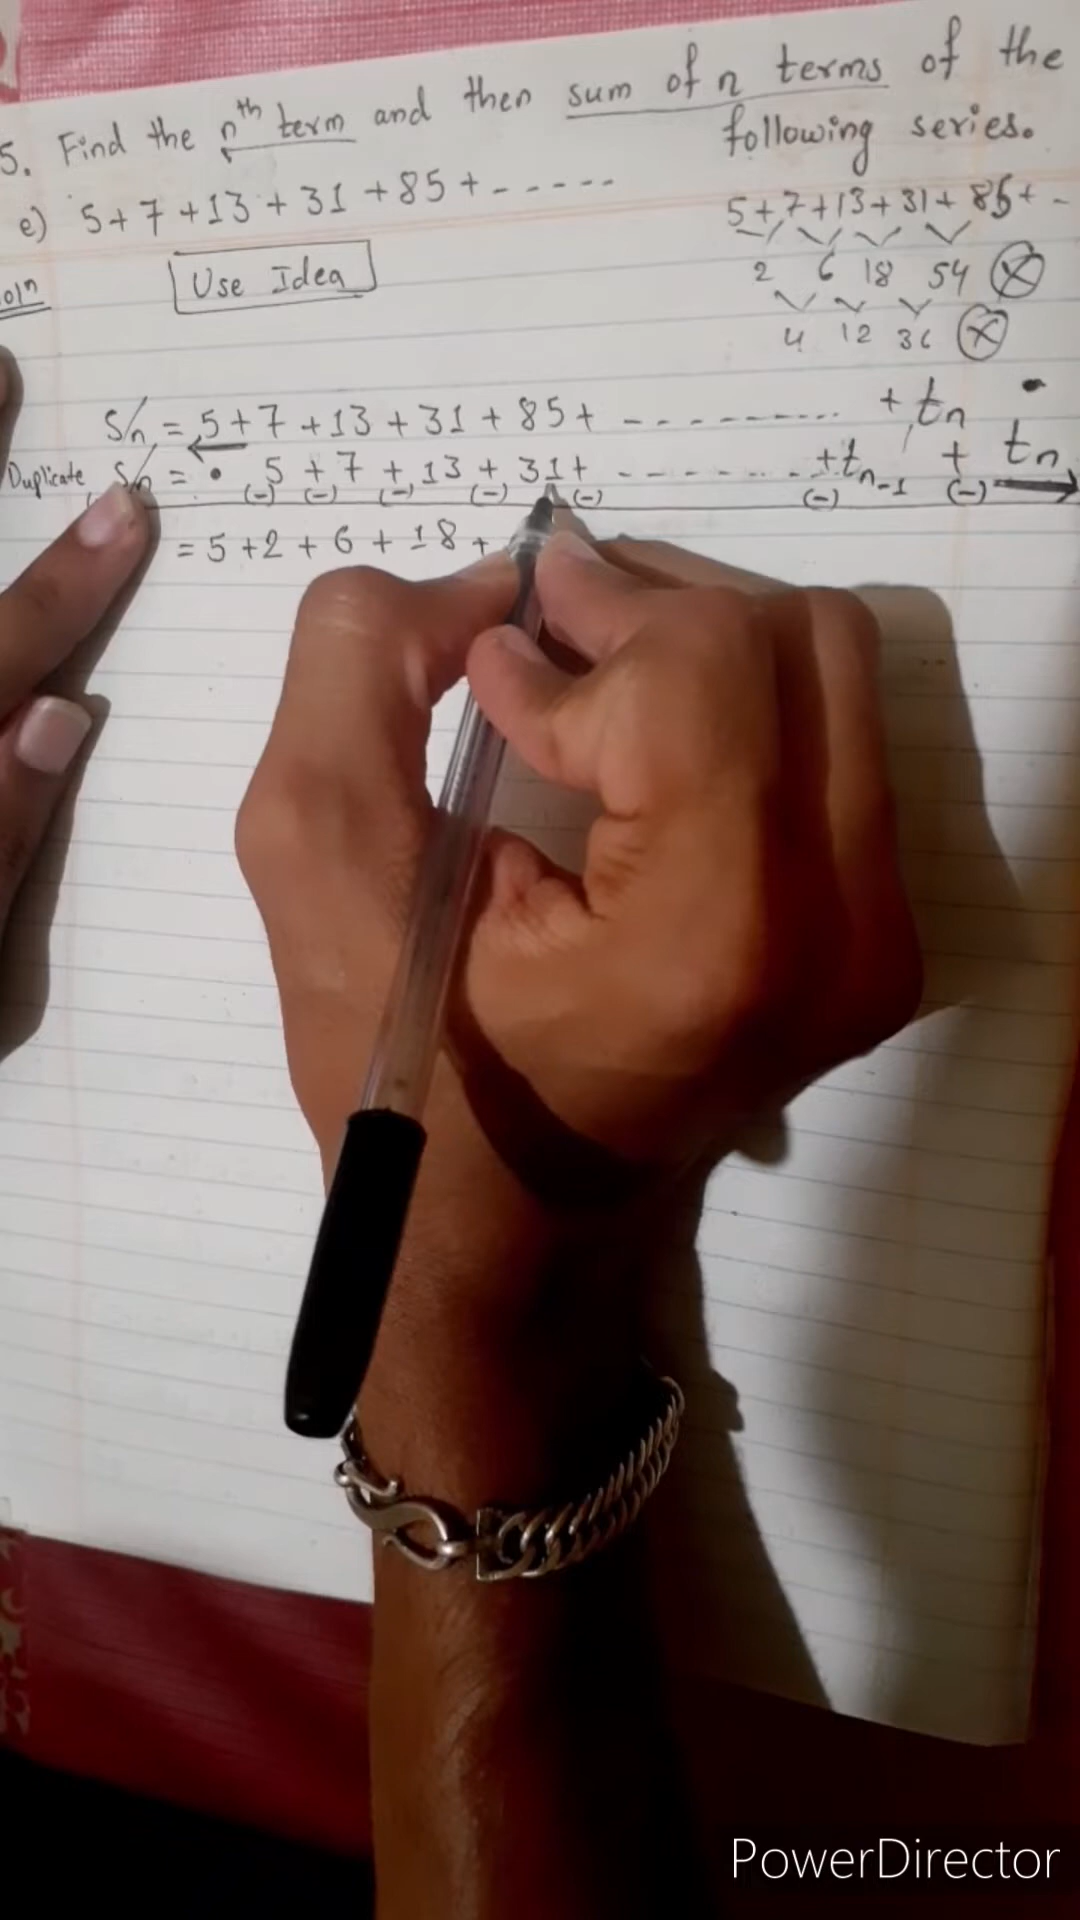 5. Find the nth term and then sum of n terms of the
following series.
e) 5+7+13+31+85+------
5+7+13+31+85+-
2 6 18 54 ⓧ
4 12 36 ⓧ
oln
Use Idea
Sn = 5+7+13+31+85+ ---------- +tn
Duplicate Sn = • 5+7+13+31+ -------- +tn-1 + tn
(-) (-) (-) (-) (-) (-) (-)
= 5+2+6+18+
PowerDirector